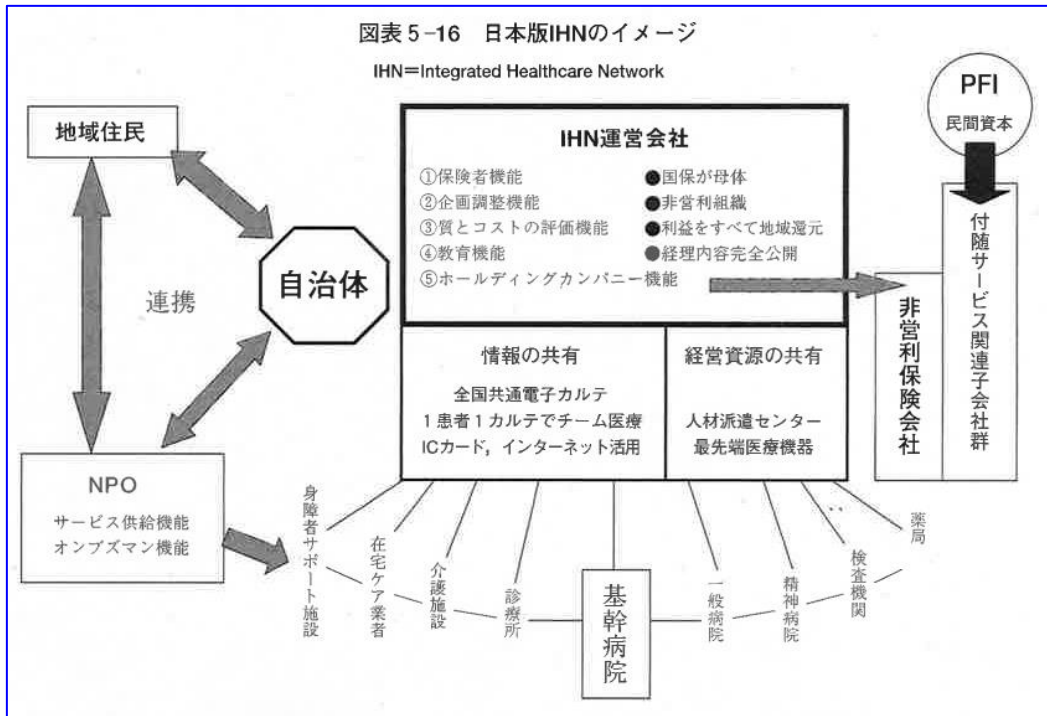 図表5-16 日本版IHNのイメージ
IHN=Integrated Healthcare Network
地域住民
連携
自治体
NPO
サービス供給機能
オンブズマン機能
IHN運営会社
①保険者機能
②企画調整機能
③質とコストの評価機能
④教育機能
⑤ホールディングカンパニー機能
●国保が母体
●非営利組織
●利益をすべて地域還元
●経理内容完全公開
情報の共有
全国共通電子カルテ
1患者1カルテでチーム医療
ICカード，インターネット活用
経営資源の共有
人材派遣センター
最先端医療機器
PFI
民間資本
非営利保険会社
付随サービス関連子会社群
身障者サポート施設
在宅ケア業者
介護施設
診療所
基幹病院
一般病院
精神病院
検査機関
薬局